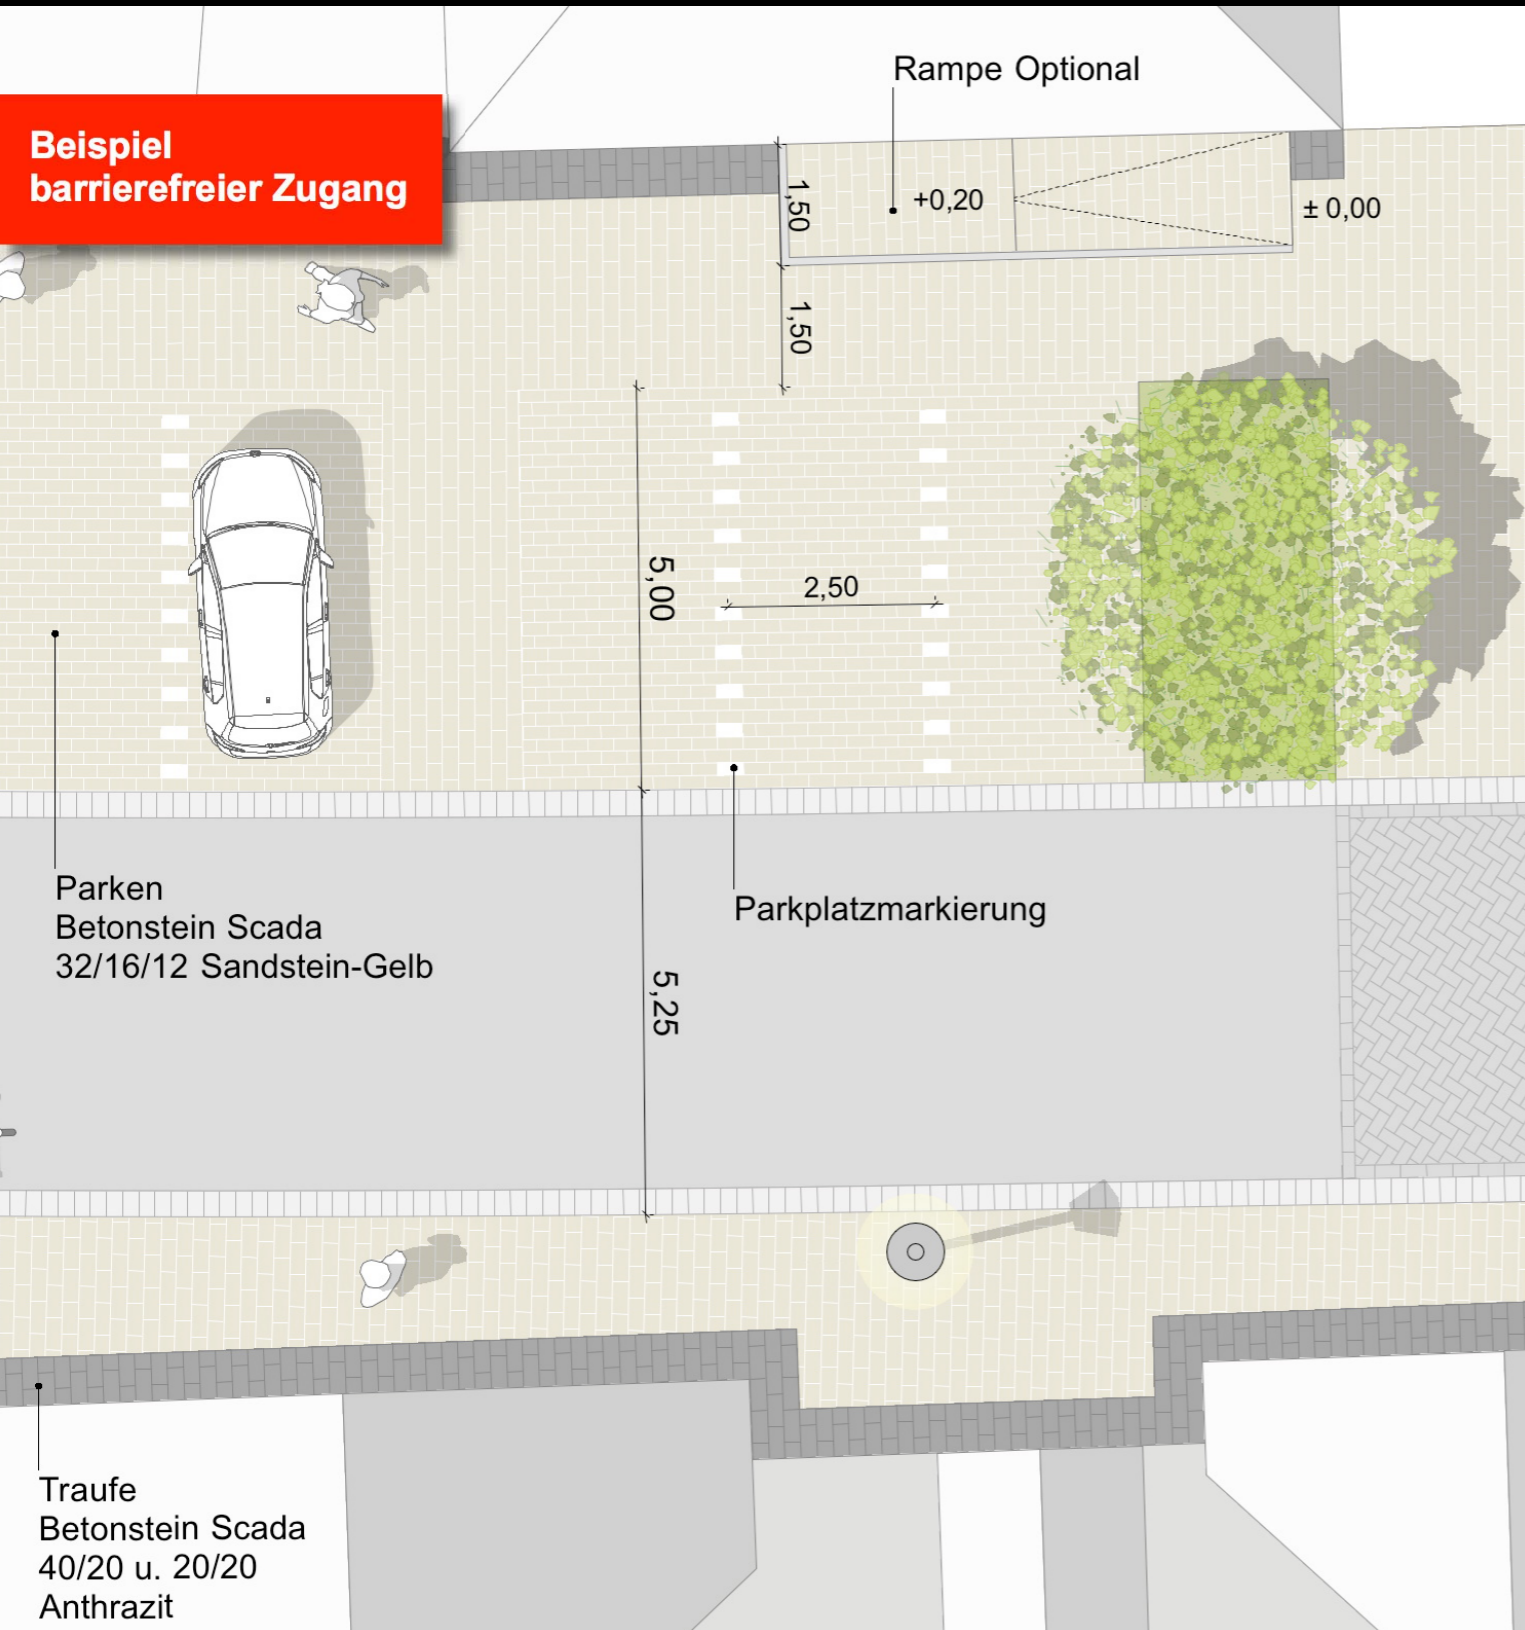 Rampe Optional
Beispiel
barrierefreier Zugang
1,50
+0,20
± 0,00
1,50
5,00
2,50
Parken
Betonstein Scada
32/16/12 Sandstein-Gelb
Parkplatzmarkierung
5,25
Traufe
Betonstein Scada
40/20 u. 20/20
Anthrazit